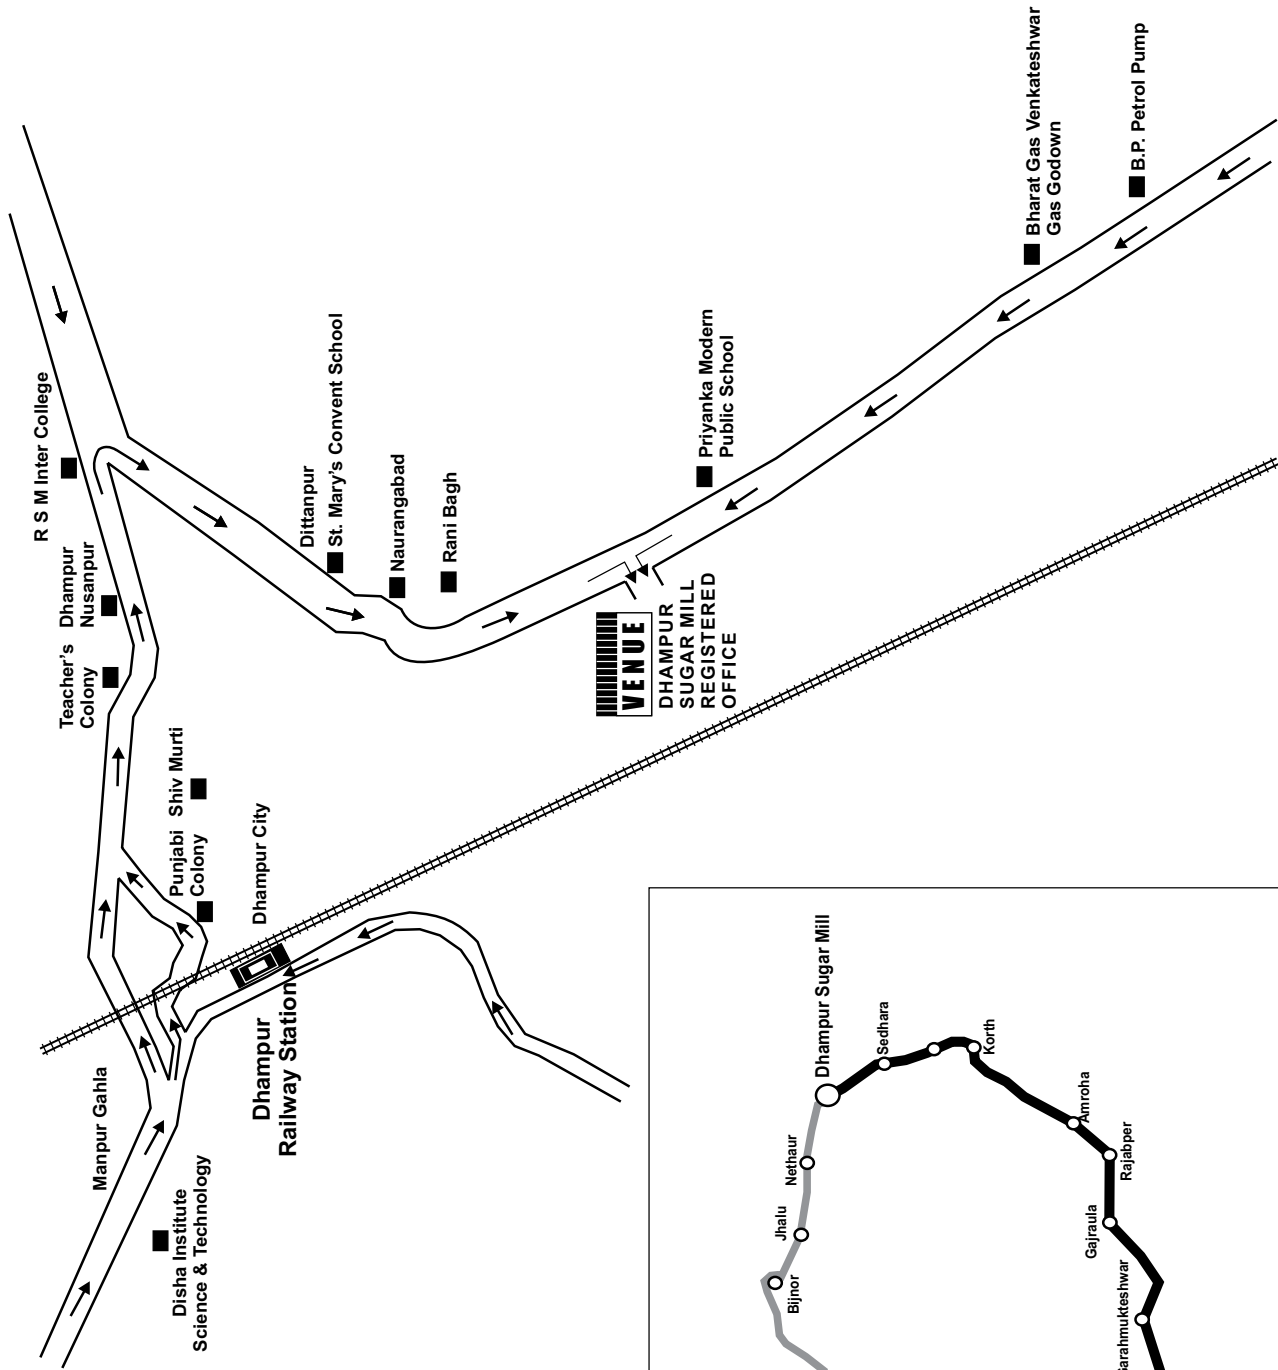 R S M Inter College
Dhampur
Nusanpur
Teacher's
Colony
Shiv Murti
Punjabi
Colony
Dhampur City
Dhampur
Railway Station
Manpur Gahla
Disha Institute
Science & Technology
Dittanpur
St. Mary's Convent School
Naurangabad
Rani Bagh
VENUE
DHAMPUR
SUGAR MILL
REGISTERED
OFFICE
Priyanka Modern
Public School
Bharat Gas Venkateshwar
Gas Godown
B.P. Petrol Pump
Dhampur Sugar Mill
Sedhara
Korth
Amroha
Rajabper
Gajraula
Garahmukteshwar
Nethaur
Jhalu
Bijnor